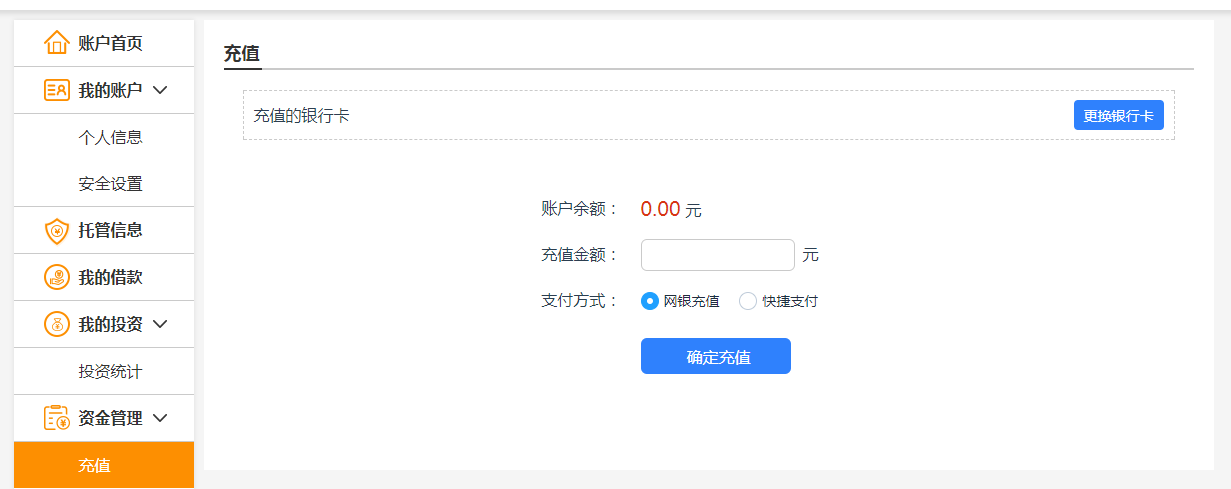 账户首页
我的账户
个人信息
安全设置
托管信息
我的借款
我的投资
投资统计
资金管理
充值
充值
充值的银行卡
更换银行卡
账户余额： 0.00 元
充值金额： 元
支付方式： 网银充值 快捷支付
确定充值